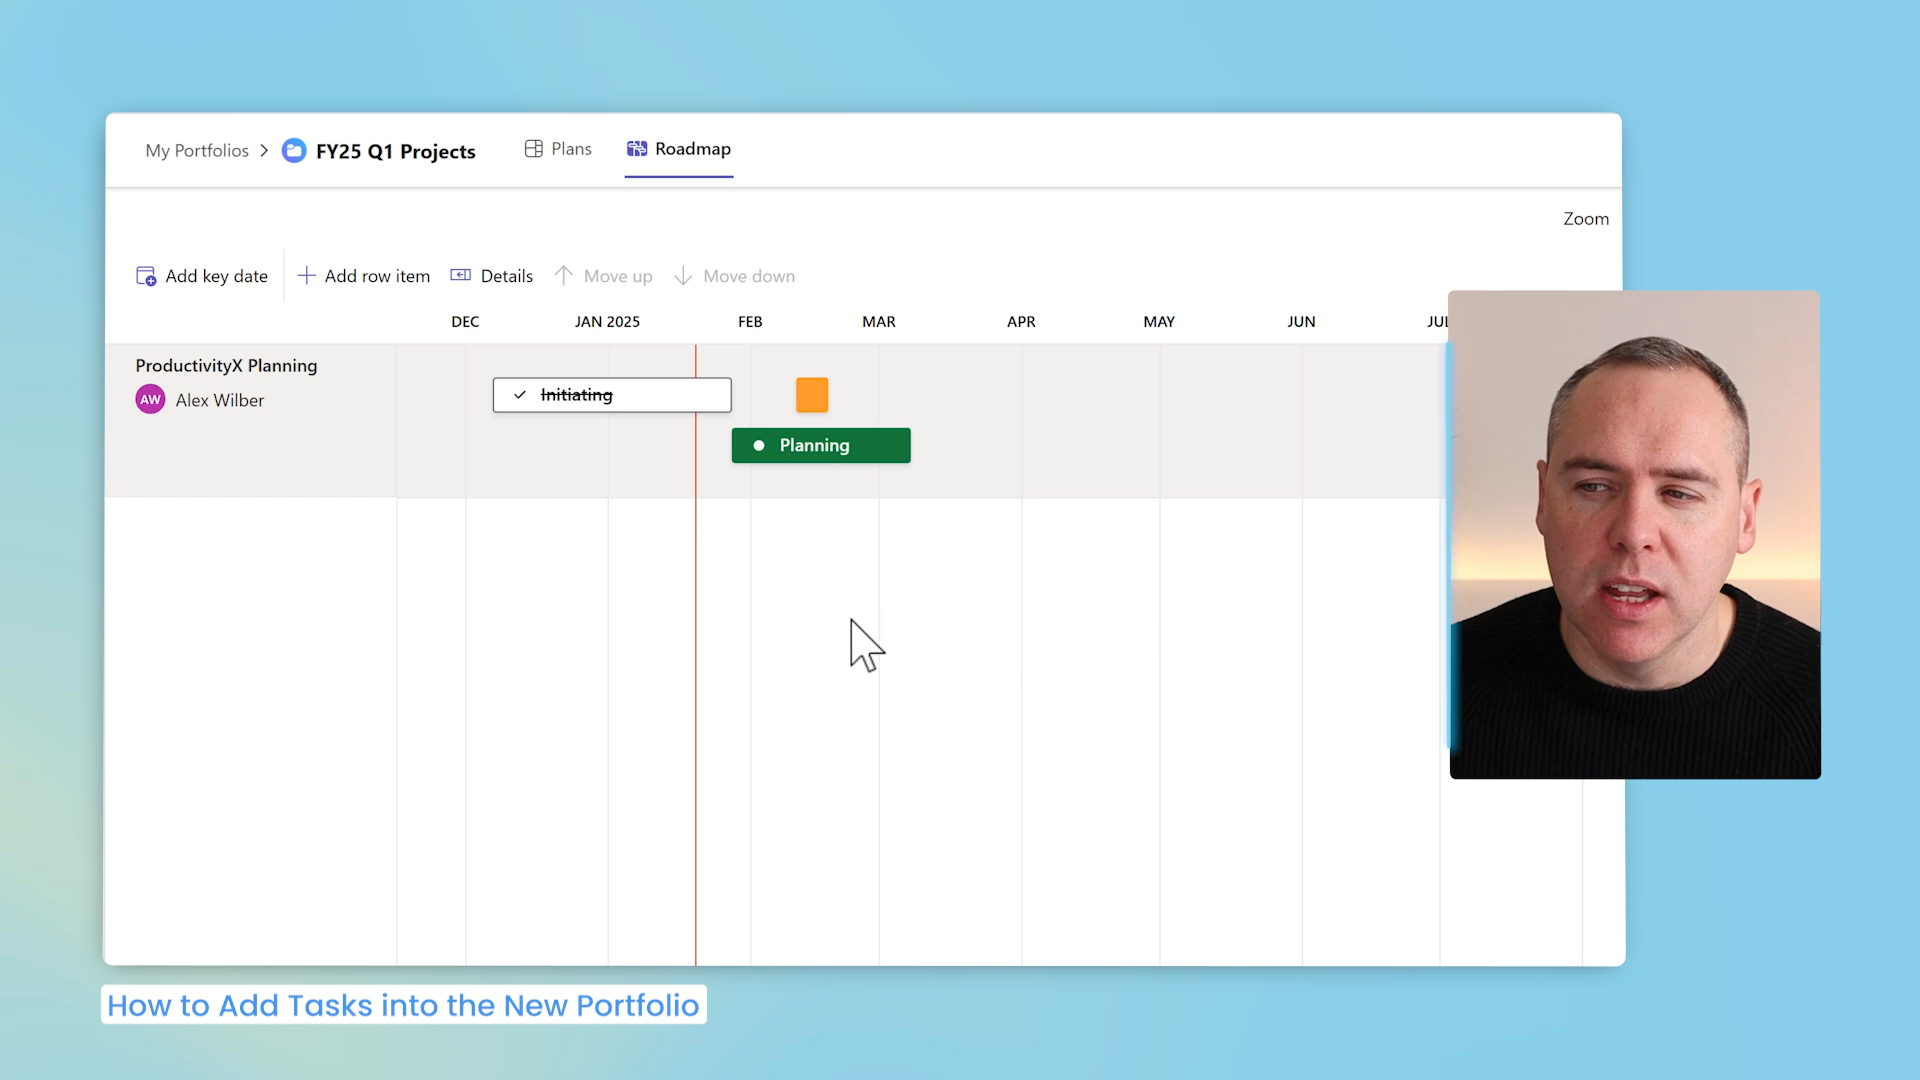 My Portfolios > FY25 Q1 Projects Plans Roadmap
Zoom
Add key date Add row item Details Move up Move down
DEC JAN 2025 FEB MAR APR MAY JUN JUL
ProductivityX Planning
AW Alex Wilber
Initiating
Planning
How to Add Tasks into the New Portfolio